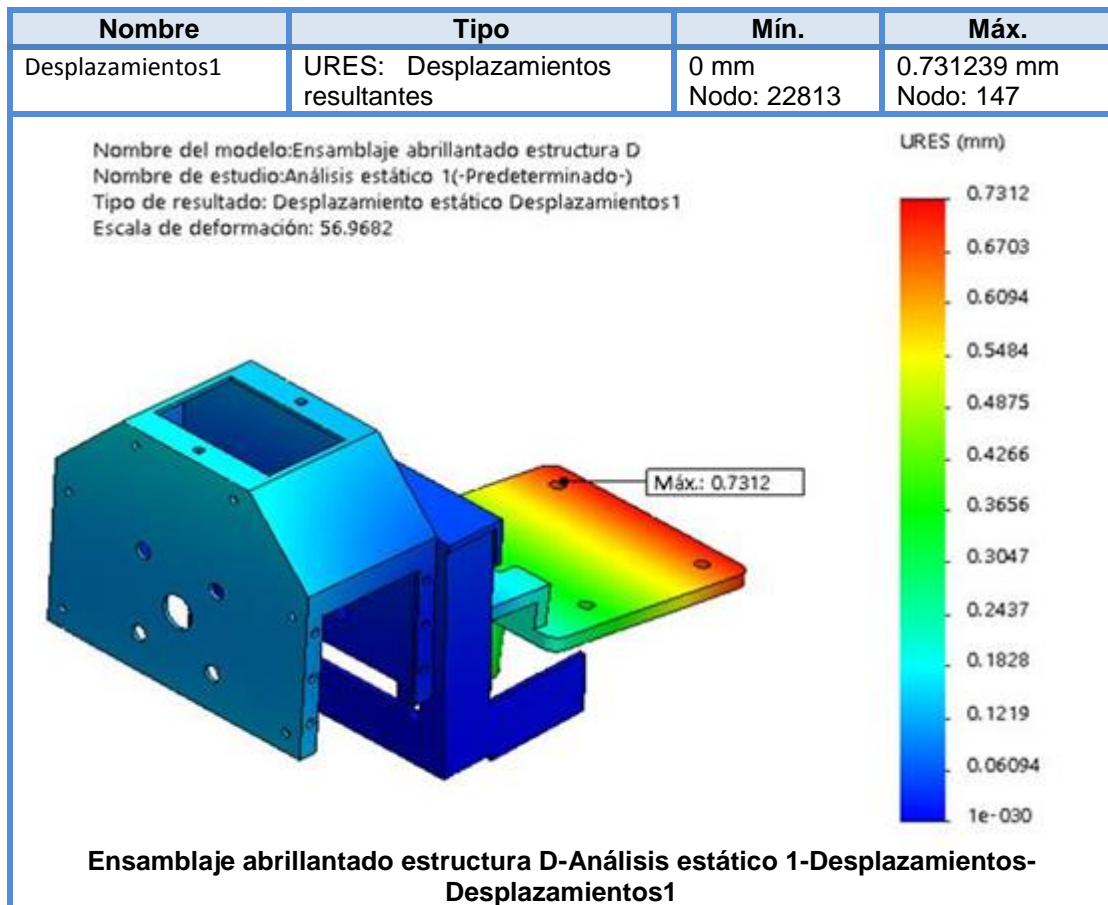 Nombre
Tipo
Mín.
Máx.
Desplazamientos1
URES: Desplazamientos
resultantes
0 mm
Nodo: 22813
0.731239 mm
Nodo: 147
Nombre del modelo:Ensamblaje abrillantado estructura D
Nombre de estudio:Análisis estático 1(-Predeterminado-)
Tipo de resultado: Desplazamiento estático Desplazamientos1
Escala de deformación: 56.9682
URES (mm)
0.7312
0.6703
0.6094
0.5484
0.4875
0.4266
0.3656
0.3047
0.2437
0.1828
0.1219
0.06094
1e-030
Máx.: 0.7312
Ensamblaje abrillantado estructura D-Análisis estático 1-Desplazamientos-
Desplazamientos1